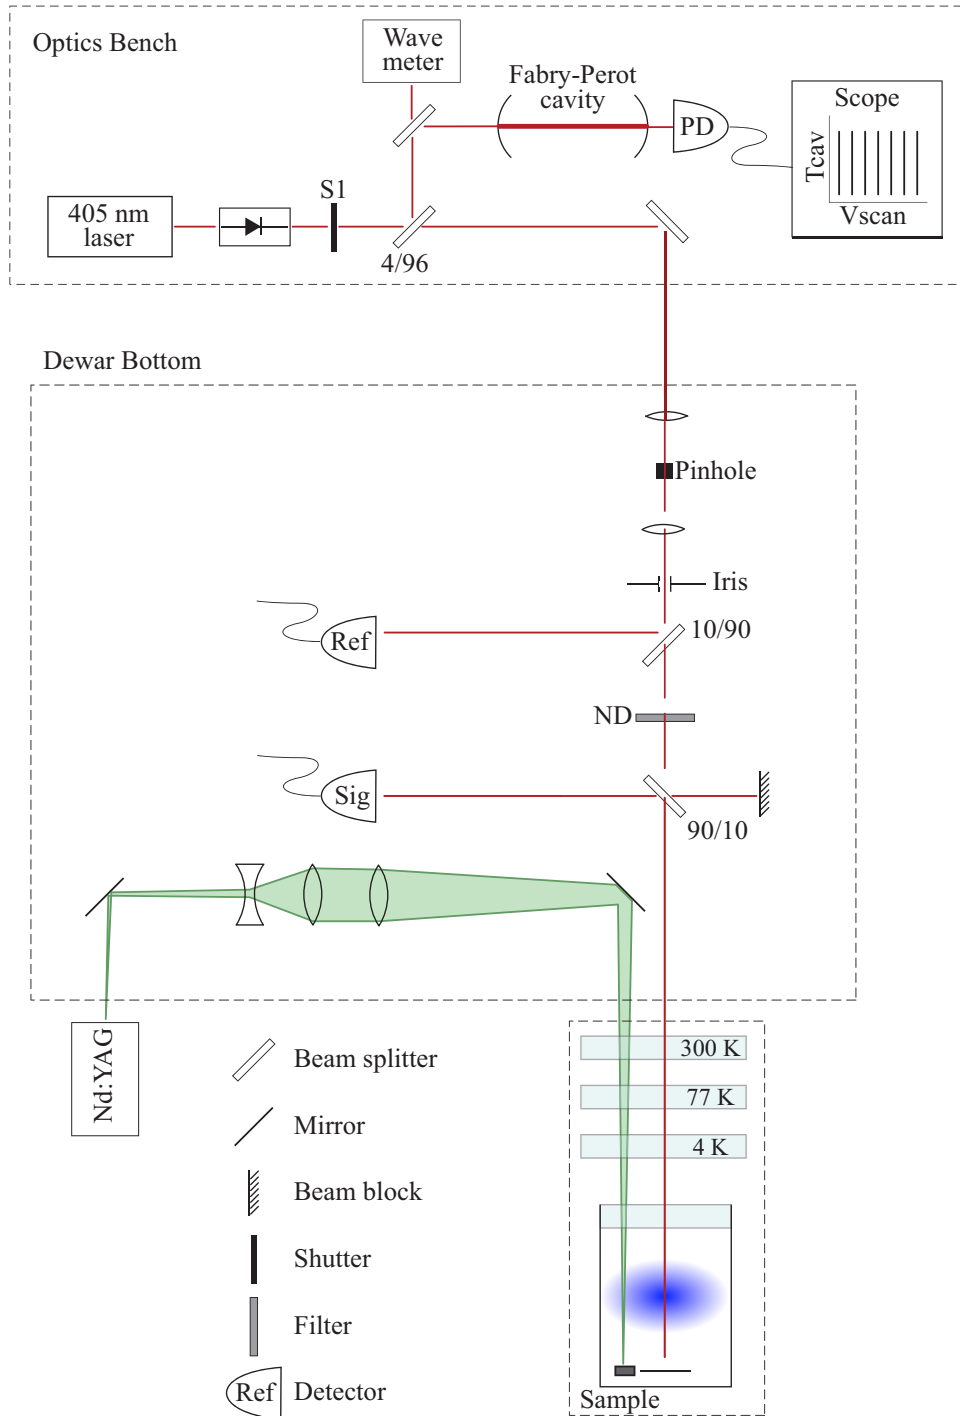 Optics Bench
Wave
meter
Fabry-Perot
cavity
PD
Scope
Tcav
Vscan
405 nm
laser
S1
4/96
Dewar Bottom
Pinhole
Iris
Ref
10/90
ND
Sig
90/10
Nd:YAG
300 K
77 K
4 K
Sample
Beam splitter
Mirror
Beam block
Shutter
Filter
Ref
Detector